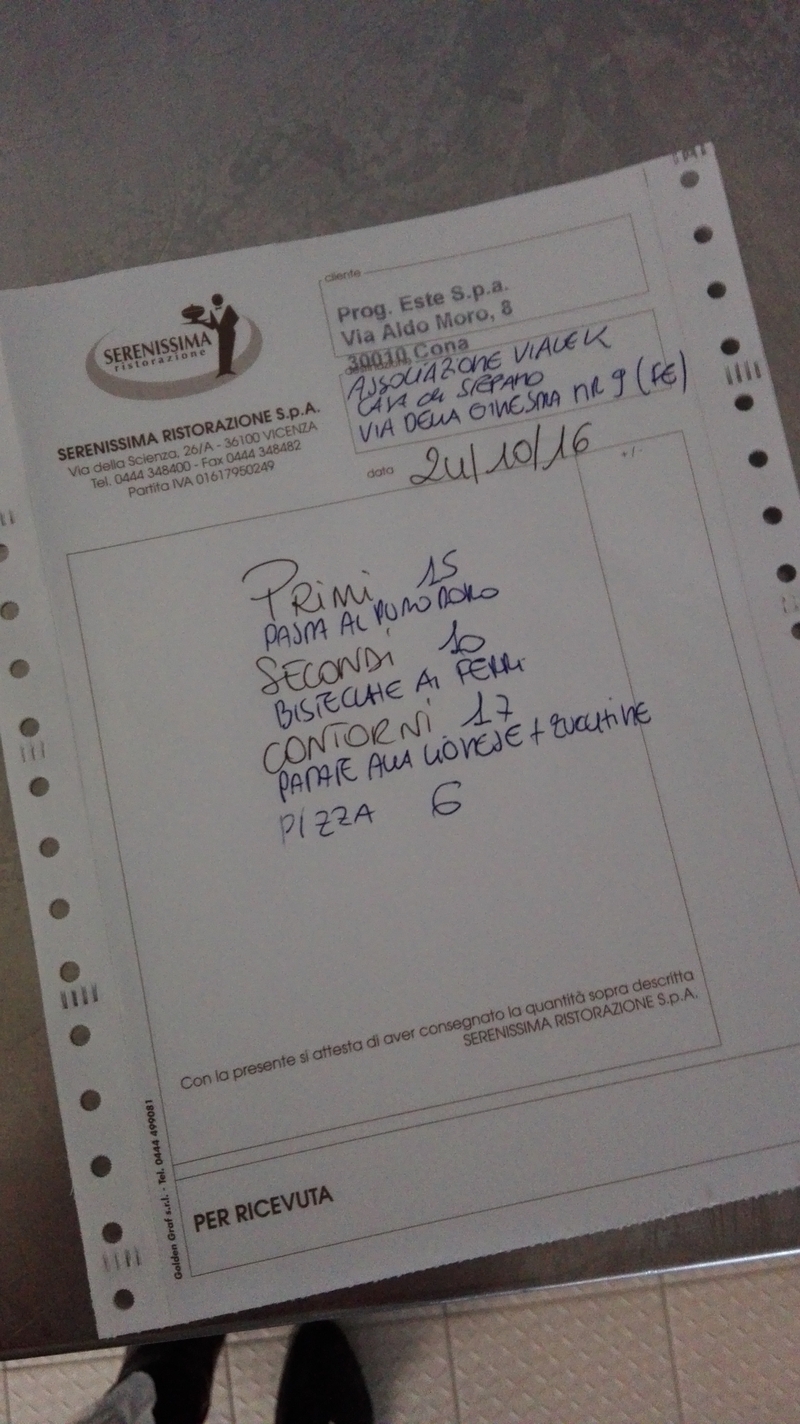 SERENISSIMA
ristorazione
SERENISSIMA RISTORAZIONE S.p.A.
Via della Scienza, 26/A - 36100 VICENZA
Tel. 0444 348400 - Fax 0444 348482
Partita IVA 01617950249
cliente
Prog. Este S.p.a.
Via Aldo Moro, 8
30010 Cona
ASSOCIAZIONE VIALE K
CASA di STEFANO
VIA DELLA GINESTRA NR 9 (FE)
data 24/10/16
+/-
PRIMI 15
PASTA AL POMODORO
SECONDI 10
BISTECCHE AI FERRI
CONTORNI 17
PATATE ALLA LIONESE + ZUCCHINE
PIZZA 6
Con la presente si attesta di aver consegnato la quantità sopra descritta
SERENISSIMA RISTORAZIONE S.p.A.
PER RICEVUTA
Golden Graf s.r.l. - Tel. 0444 499081